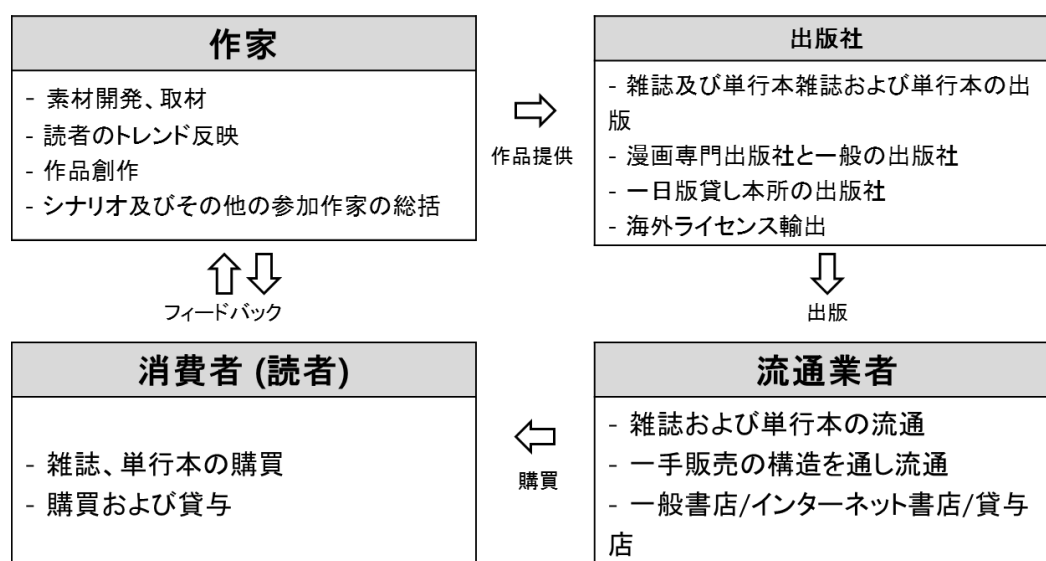 作家
- 素材開発、取材
- 読者のトレンド反映
- 作品創作
- シナリオ及びその他の参加作家の総括
作品提供
出版社
- 雑誌及び単行本雑誌および単行本の出
版
- 漫画専門出版社と一般の出版社
- 一日版貸し本所の出版社
- 海外ライセンス輸出
フィードバック
出版
消費者 (読者)
- 雑誌、単行本の購買
- 購買および貸与
購買
流通業者
- 雑誌および単行本の流通
- 一手販売の構造を通し流通
- 一般書店/インターネット書店/貸与
店